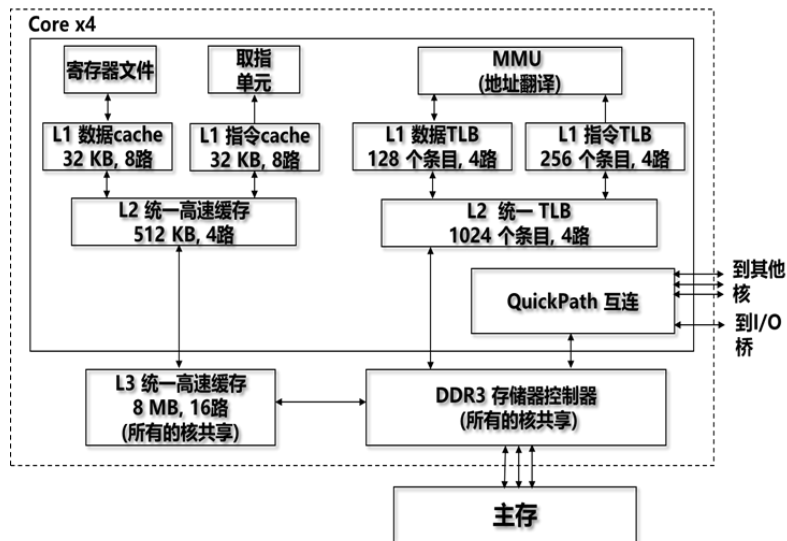 Core x4
寄存器文件
取指
单元
MMU
(地址翻译)
L1 数据cache
32 KB, 8路
L1 指令cache
32 KB, 8路
L1 数据TLB
128 个条目, 4路
L1 指令TLB
256 个条目, 4路
L2 统一高速缓存
512 KB, 4路
L2 统一 TLB
1024 个条目, 4路
QuickPath 互连
到其他
核
到I/O
桥
L3 统一高速缓存
8 MB, 16路
(所有的核共享)
DDR3 存储器控制器
(所有的核共享)
主存